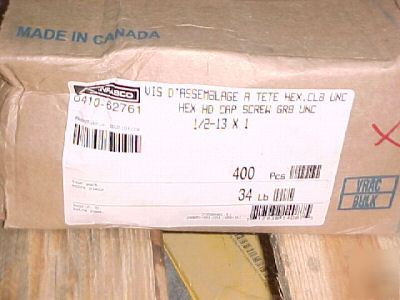 MADE IN CANADA
INFASCO
0410-62761
VIS D'ASSEMBLAGE A TETE HEX.CL8 UNC
HEX HD CAP SCREW GR8 UNC
1/2-13 X 1
400 Pcs
34 Lb
VRAC
BULK
X